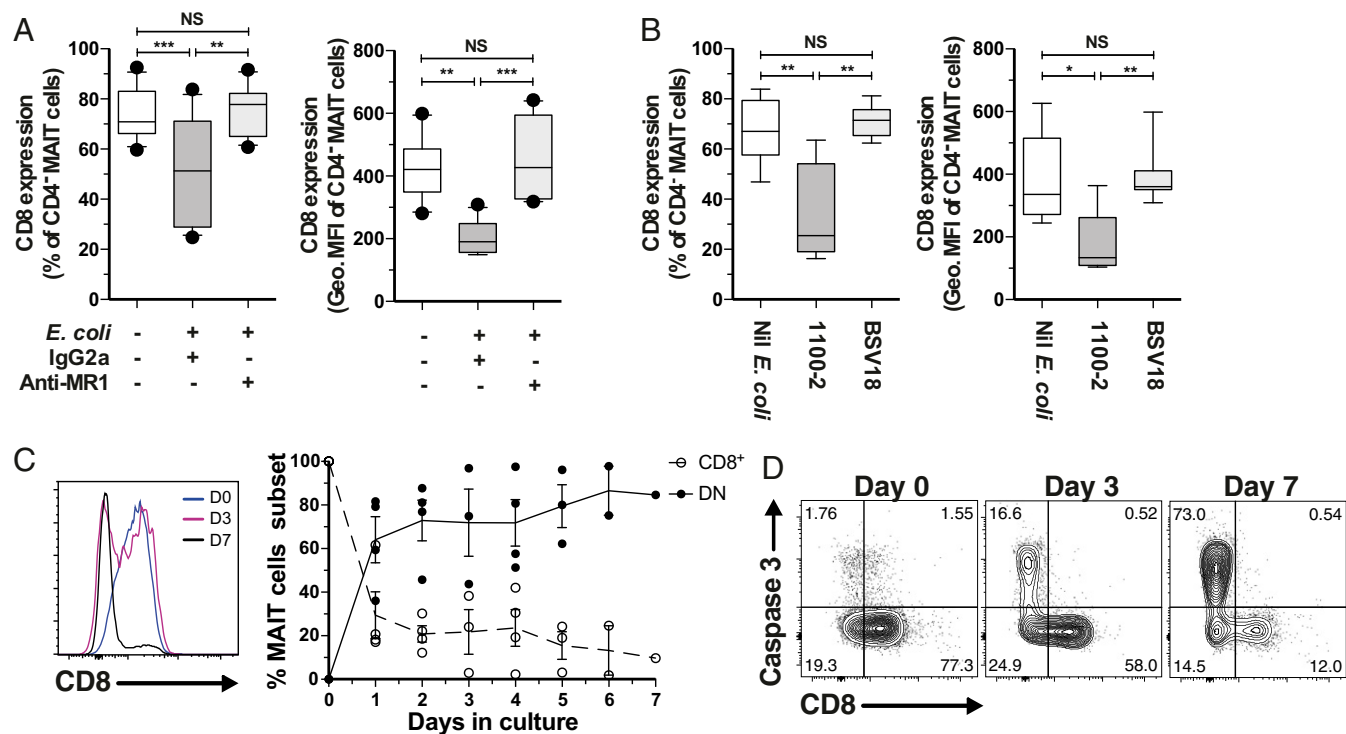 A
CD8 expression
(% of CD4⁻ MAIT cells)
100
80
60
40
20
0
NS
*** **
E. coli - + +
IgG2a - + -
Anti-MR1 - - +
CD8 expression
(Geo. MFI of CD4⁻ MAIT cells)
800
600
400
200
0
NS
** ***
- + +
- + -
- - +
B
CD8 expression
(% of CD4⁻ MAIT cells)
100
80
60
40
20
0
NS
** **
Nil E. coli
1100-2
BSV18
CD8 expression
(Geo. MFI of CD4⁻ MAIT cells)
800
600
400
200
0
NS
* **
Nil E. coli
1100-2
BSV18
C
D0
D3
D7
CD8
% MAIT cells subset
100
80
60
40
20
0
CD8⁺
DN
0 1 2 3 4 5 6 7
Days in culture
D
Day 0 Day 3 Day 7
Caspase 3
1.76 1.55 16.6 0.52 73.0 0.54
19.3 77.3 24.9 58.0 14.5 12.0
CD8